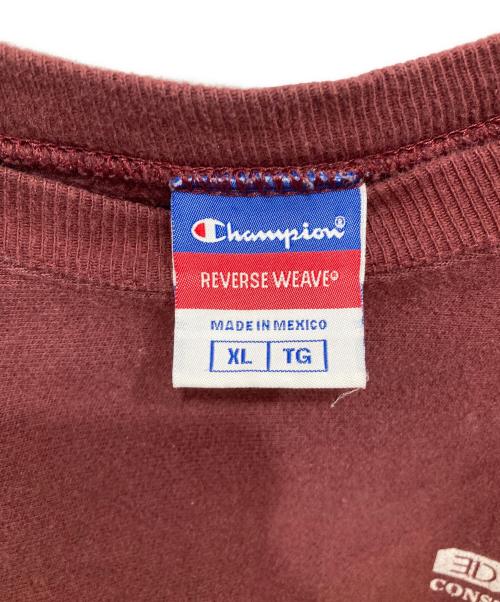 Champion®
REVERSE WEAVE®
MADE IN MEXICO
XL TG